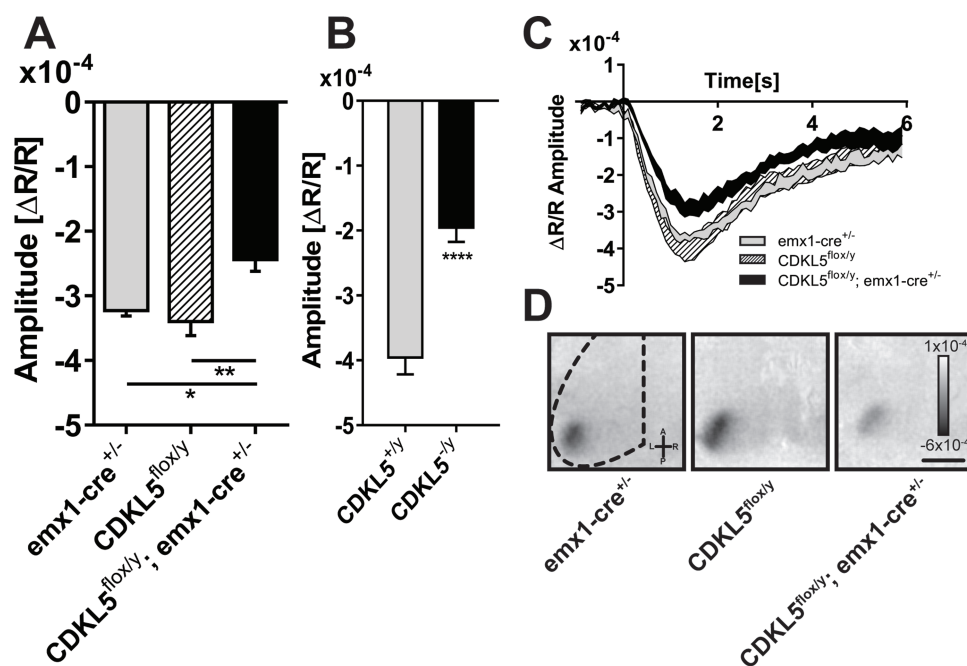 A
x10⁻⁴
0
-1
-2
-3
-4
-5
Amplitude [ΔR/R]
**
*
emx1-cre⁺/⁻
CDKL5ᶠˡᵒˣ/ʸ
CDKL5ᶠˡᵒˣ/ʸ; emx1-cre⁺/⁻
B
x10⁻⁴
0
-1
-2
-3
-4
-5
Amplitude [ΔR/R]
****
CDKL5⁺/ʸ
CDKL5⁻/ʸ
C
x10⁻⁴
Time[s]
1
-1
-2
-3
-4
-5
2
4
6
ΔR/R Amplitude
emx1-cre⁺/⁻
CDKL5ᶠˡᵒˣ/ʸ
CDKL5ᶠˡᵒˣ/ʸ; emx1-cre⁺/⁻
D
A
L R
P
1x10⁻⁴
-6x10⁻⁴
emx1-cre⁺/⁻
CDKL5ᶠˡᵒˣ/ʸ
CDKL5ᶠˡᵒˣ/ʸ; emx1-cre⁺/⁻